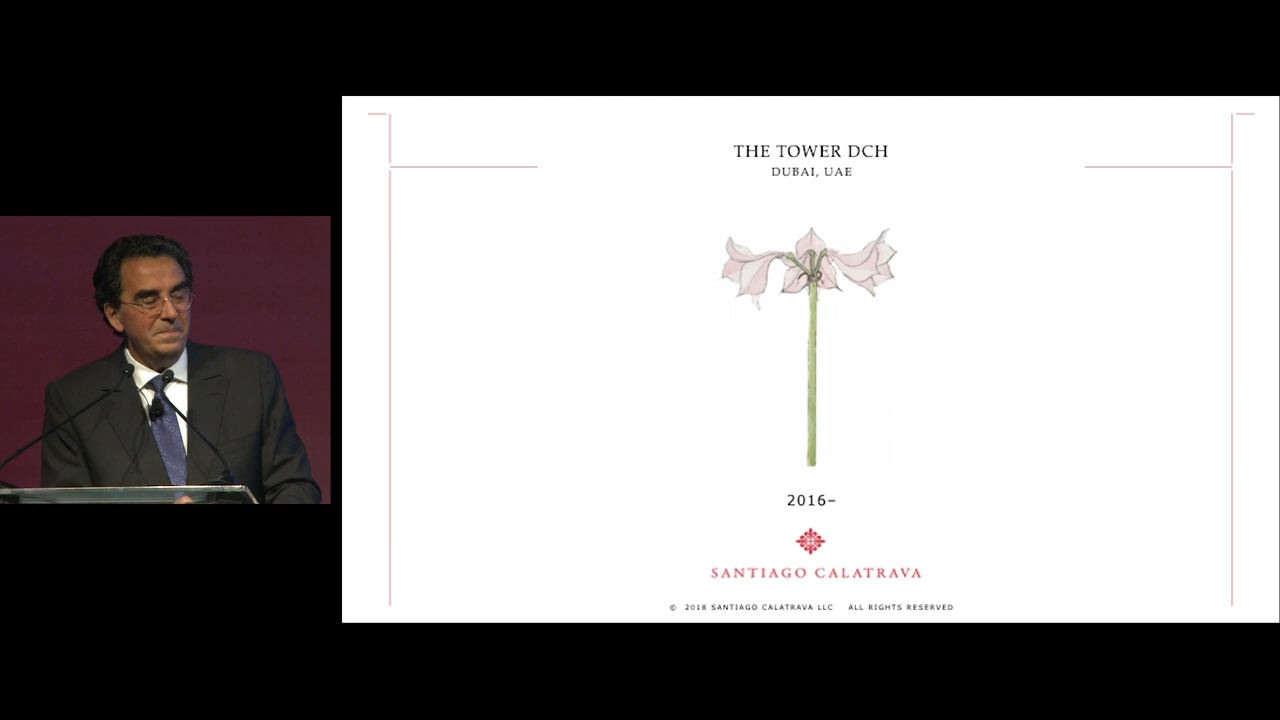 THE TOWER DCH
DUBAI, UAE
2016–
SANTIAGO CALATRAVA
© 2018 SANTIAGO CALATRAVA LLC ALL RIGHTS RESERVED